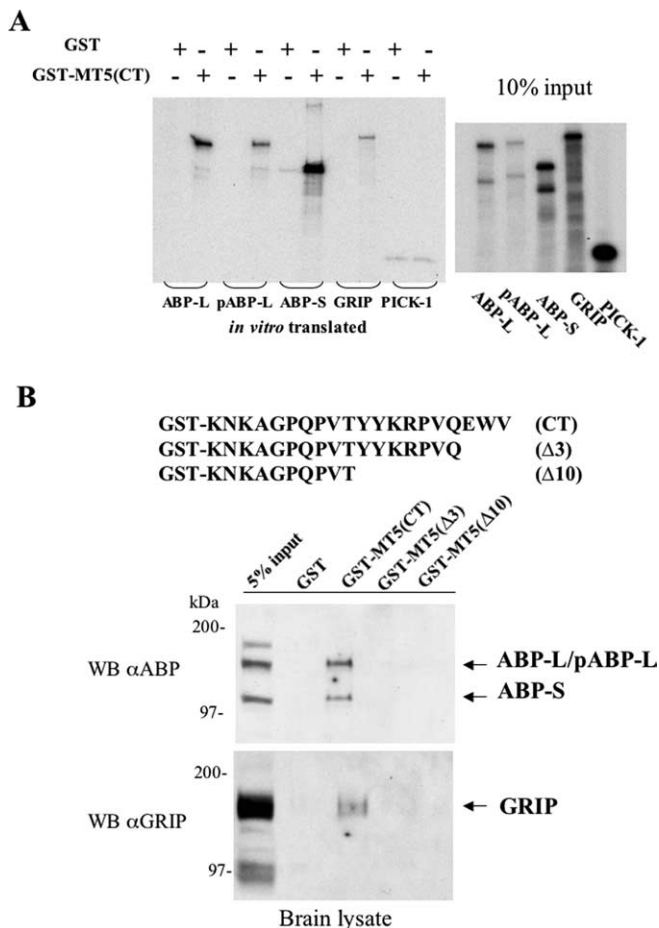 A
GST + - + - + - + - + -
GST-MT5(CT) - + - + - + - + - +
10% input
ABP-L pABP-L ABP-S GRIP PICK-1
in vitro translated
ABP-L
pABP-L
ABP-S
GRIP
PICK-1
B
GST-KNKAGPQPVTYYKRPVQEWV (CT)
GST-KNKAGPQPVTYYKRPVQ (Δ3)
GST-KNKAGPQPVT (Δ10)
5% input
GST
GST-MT5(CT)
GST-MT5(Δ3)
GST-MT5(Δ10)
kDa
200-
WB αABP
ABP-L/pABP-L
ABP-S
97-
200-
WB αGRIP
GRIP
97-
Brain lysate